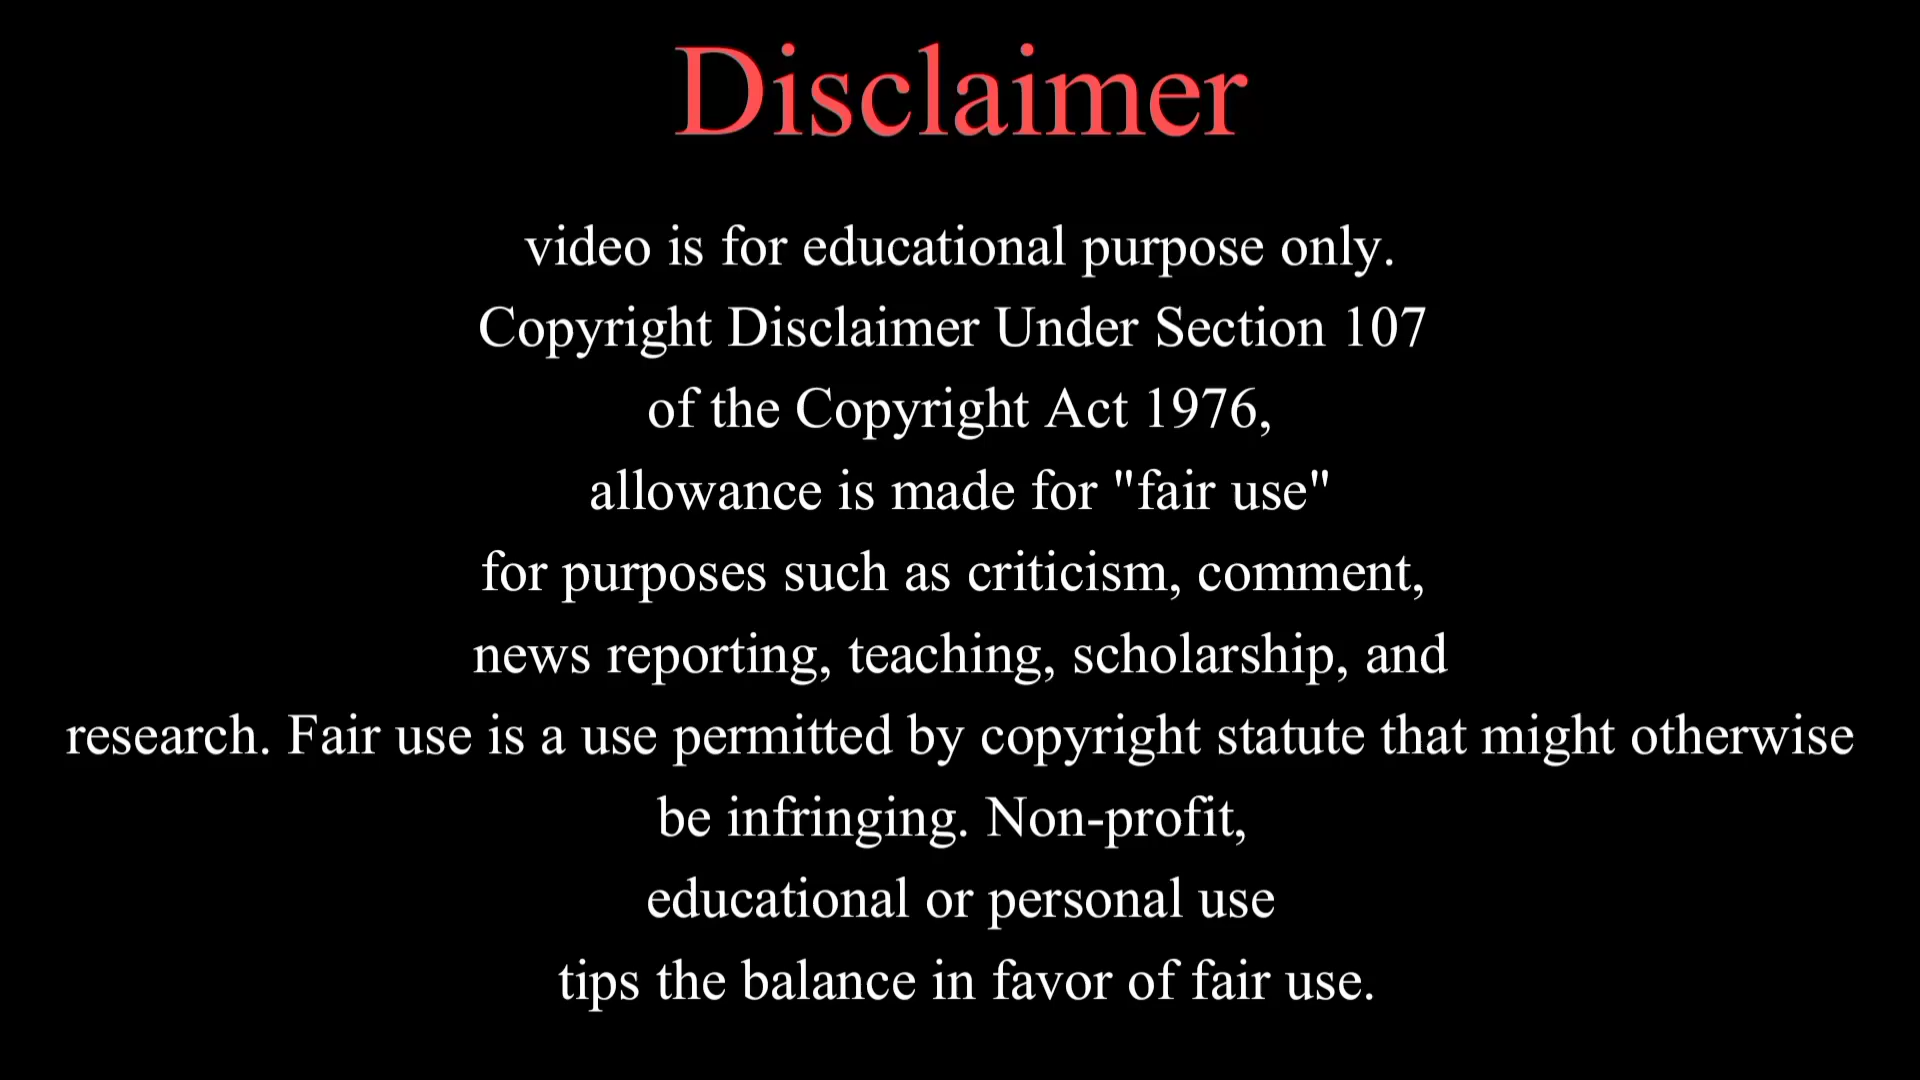 Disclaimer
video is for educational purpose only.
Copyright Disclaimer Under Section 107
of the Copyright Act 1976,
allowance is made for "fair use"
for purposes such as criticism, comment,
news reporting, teaching, scholarship, and
research. Fair use is a use permitted by copyright statute that might otherwise
be infringing. Non-profit,
educational or personal use
tips the balance in favor of fair use.